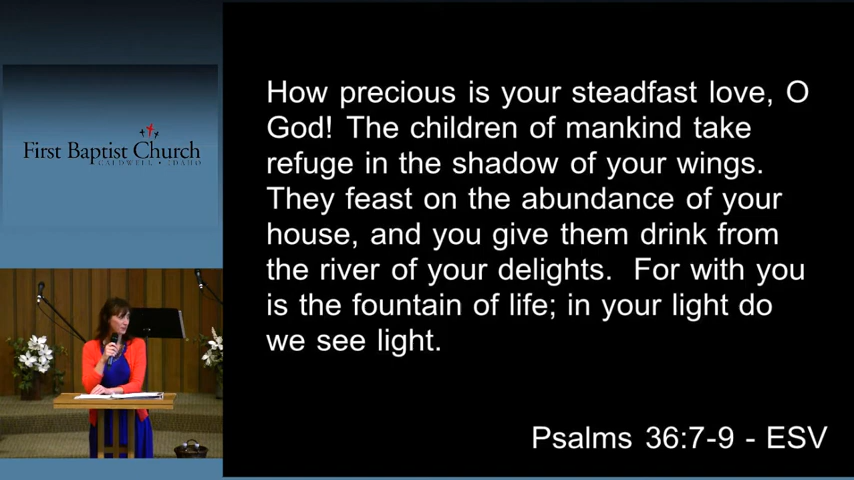 First Baptist Church
CALDWELL • IDAHO
How precious is your steadfast love, O
God! The children of mankind take
refuge in the shadow of your wings.
They feast on the abundance of your
house, and you give them drink from
the river of your delights. For with you
is the fountain of life; in your light do
we see light.
Psalms 36:7-9 - ESV